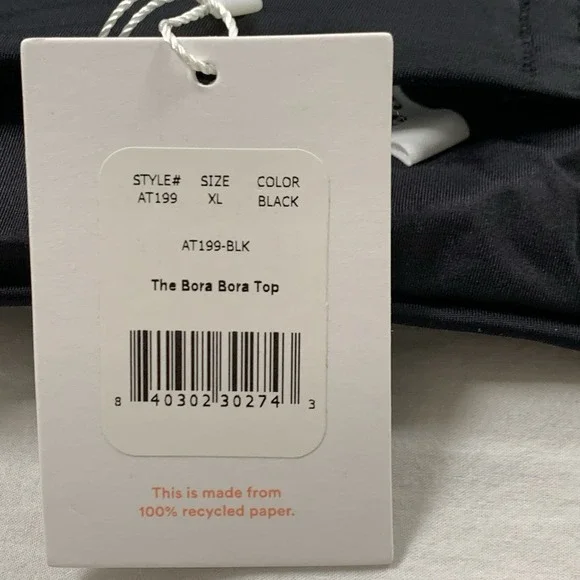 STYLE# SIZE COLOR
AT199 XL BLACK
AT199-BLK
The Bora Bora Top
8 40302 30274 3
This is made from
100% recycled paper.